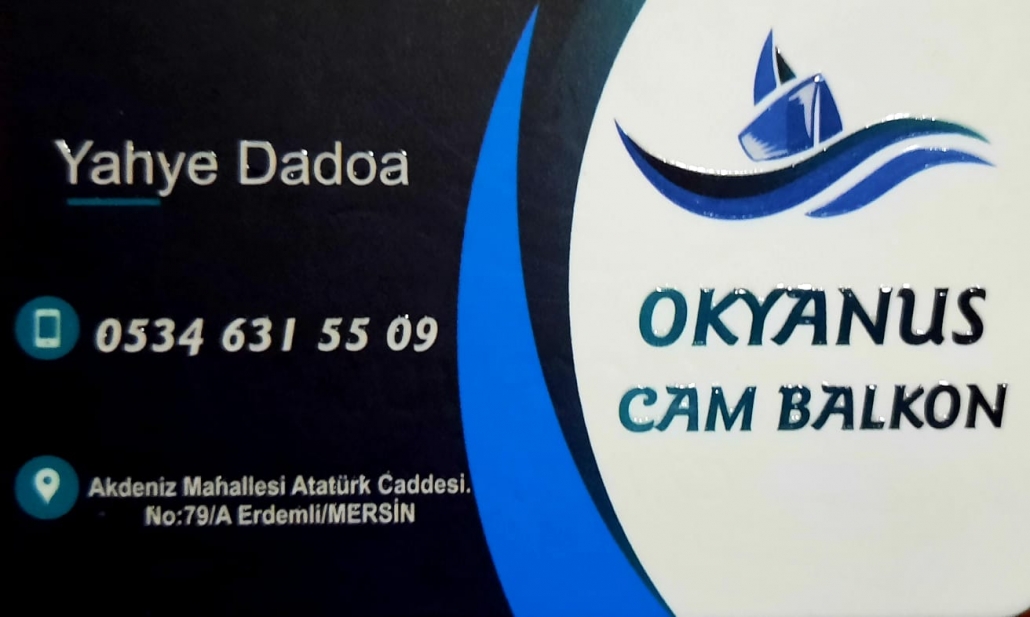 Yahye Dadoa
0534 631 55 09
Akdeniz Mahallesi Atatürk Caddesi.
No:79/A Erdemli/MERSİN
OKYANUS
CAM BALKON